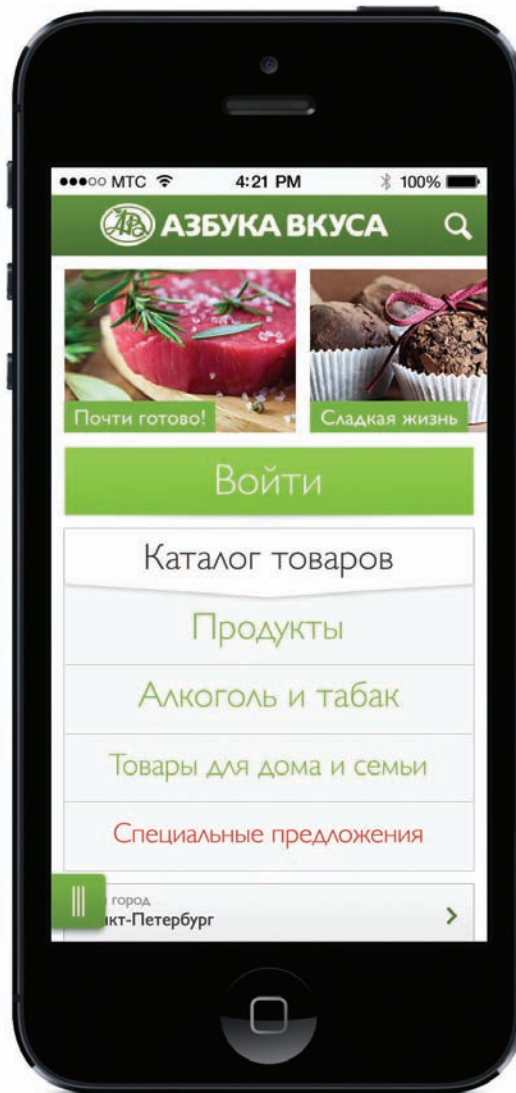 МТС 4:21 PM 100%
АЗБУКА ВКУСА
Почти готово! Сладкая жизнь
Войти
Каталог товаров
Продукты
Алкоголь и табак
Товары для дома и семьи
Специальные предложения
город
нкт-Петербург